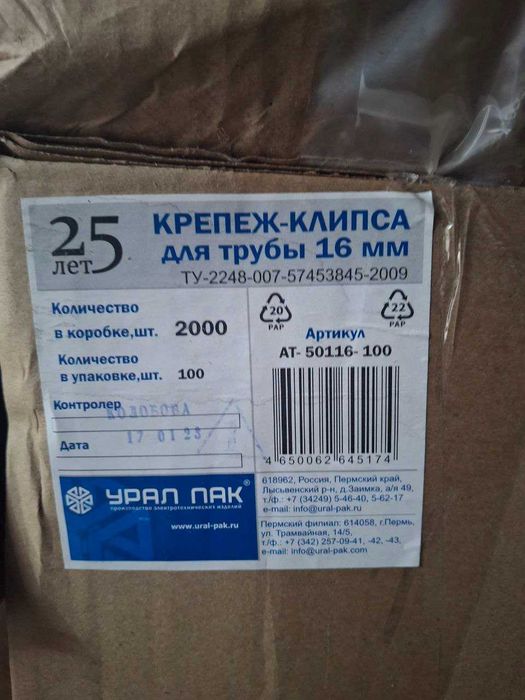 25
лет
КРЕПЕЖ-КЛИПСА
для трубы 16 мм
ТУ-2248-007-57453845-2009
Количество
в коробке,шт. 2000
Количество
в упаковке,шт. 100
Контролер
КОЛОБОВА
Дата
17 01 23
20
PAP
22
PAP
Артикул
АТ- 50116- 100
4 650062 645174
УРАЛ ПАК
производство электротехнических изделий
www.ural-pak.ru
618962, Россия, Пермский край,
Лысьвенский р-н, д.Заимка, а/я 49,
т./ф.: +7 (34249) 5-46-40, 5-62-17
e-mail: info@ural-pak.ru
Пермский филиал: 614058, г.Пермь,
ул. Трамвайная, 14/5,
т./ф.: +7 (342) 257-09-41, -42, -43,
e-mail: info@ural-pak.com